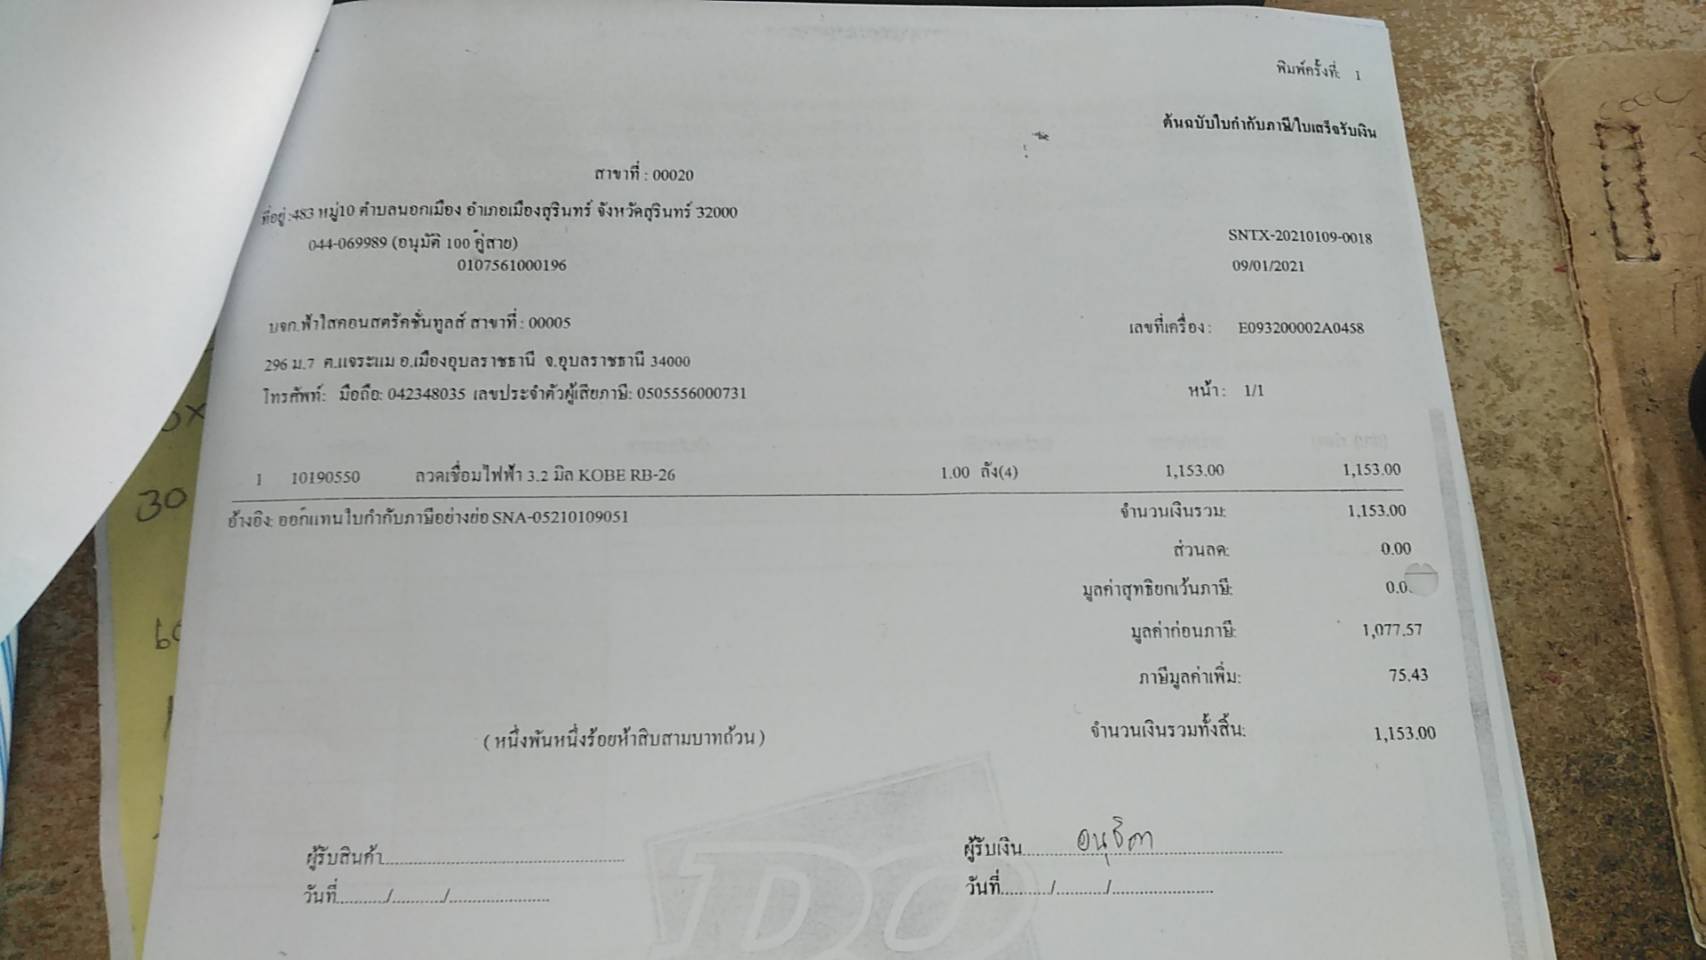 พิมพ์ครั้งที่: 1
ต้นฉบับใบกำกับภาษี/ใบเสร็จรับเงิน
สาขาที่ : 00020
ที่อยู่ :483 หมู่10 ตำบลนอกเมือง อำเภอเมืองสุรินทร์ จังหวัดสุรินทร์ 32000
044-069989 (อนุมัติ 100 คู่สาย) SNTX-20210109-0018
0107561000196 09/01/2021
บจก.ฟ้าใสคอนสตรัคชั่นทูลส์ สาขาที่ : 00005 เลขที่เครื่อง : E093200002A0458
296 ม.7 ต.แจระแม อ.เมืองอุบลราชธานี จ.อุบลราชธานี 34000
โทรศัพท์: มือถือ: 042348035 เลขประจำตัวผู้เสียภาษี: 0505556000731 หน้า : 1/1
1 10190550 ลวดเชื่อมไฟฟ้า 3.2 มิล KOBE RB-26 1.00 ลัง(4) 1,153.00 1,153.00
อ้างอิง: ออกแทนใบกำกับภาษีอย่างย่อ SNA-05210109051 จำนวนเงินรวม: 1,153.00
ส่วนลด: 0.00
มูลค่าสุทธิยกเว้นภาษี: 0.0
มูลค่าก่อนภาษี: 1,077.57
ภาษีมูลค่าเพิ่ม: 75.43
(หนึ่งพันหนึ่งร้อยห้าสิบสามบาทถ้วน) จำนวนเงินรวมทั้งสิ้น: 1,153.00
ผู้รับสินค้า ผู้รับเงิน อนุธิดา
วันที่ ........../........../.................... วันที่ ........../........../....................
30